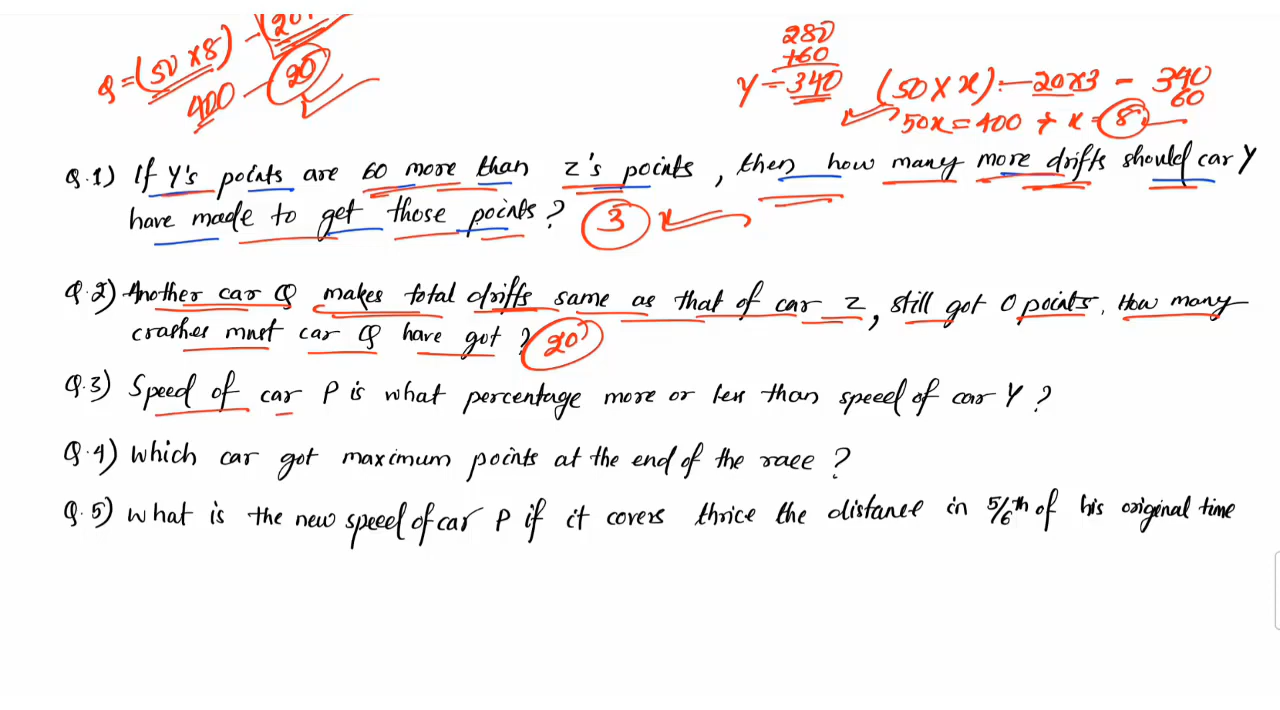 Q = (50 x 8) - (20
400 - 20
280
+60
Y = 340
(50 x x) - 20x3 = 340
60
50x = 400 → x = 8
Q.1) If Y's points are 60 more than Z's points, then how many more drifts should car Y
have made to get those points? 3
Q.2) Another car Q makes total drifts same as that of car Z, still got 0 points. How many
crashes must car Q have got? 20
Q.3) Speed of car P is what percentage more or less than speed of car Y?
Q.4) Which car got maximum points at the end of the race?
Q.5) What is the new speed of car P if it covers thrice the distance in 5/6th of his original time